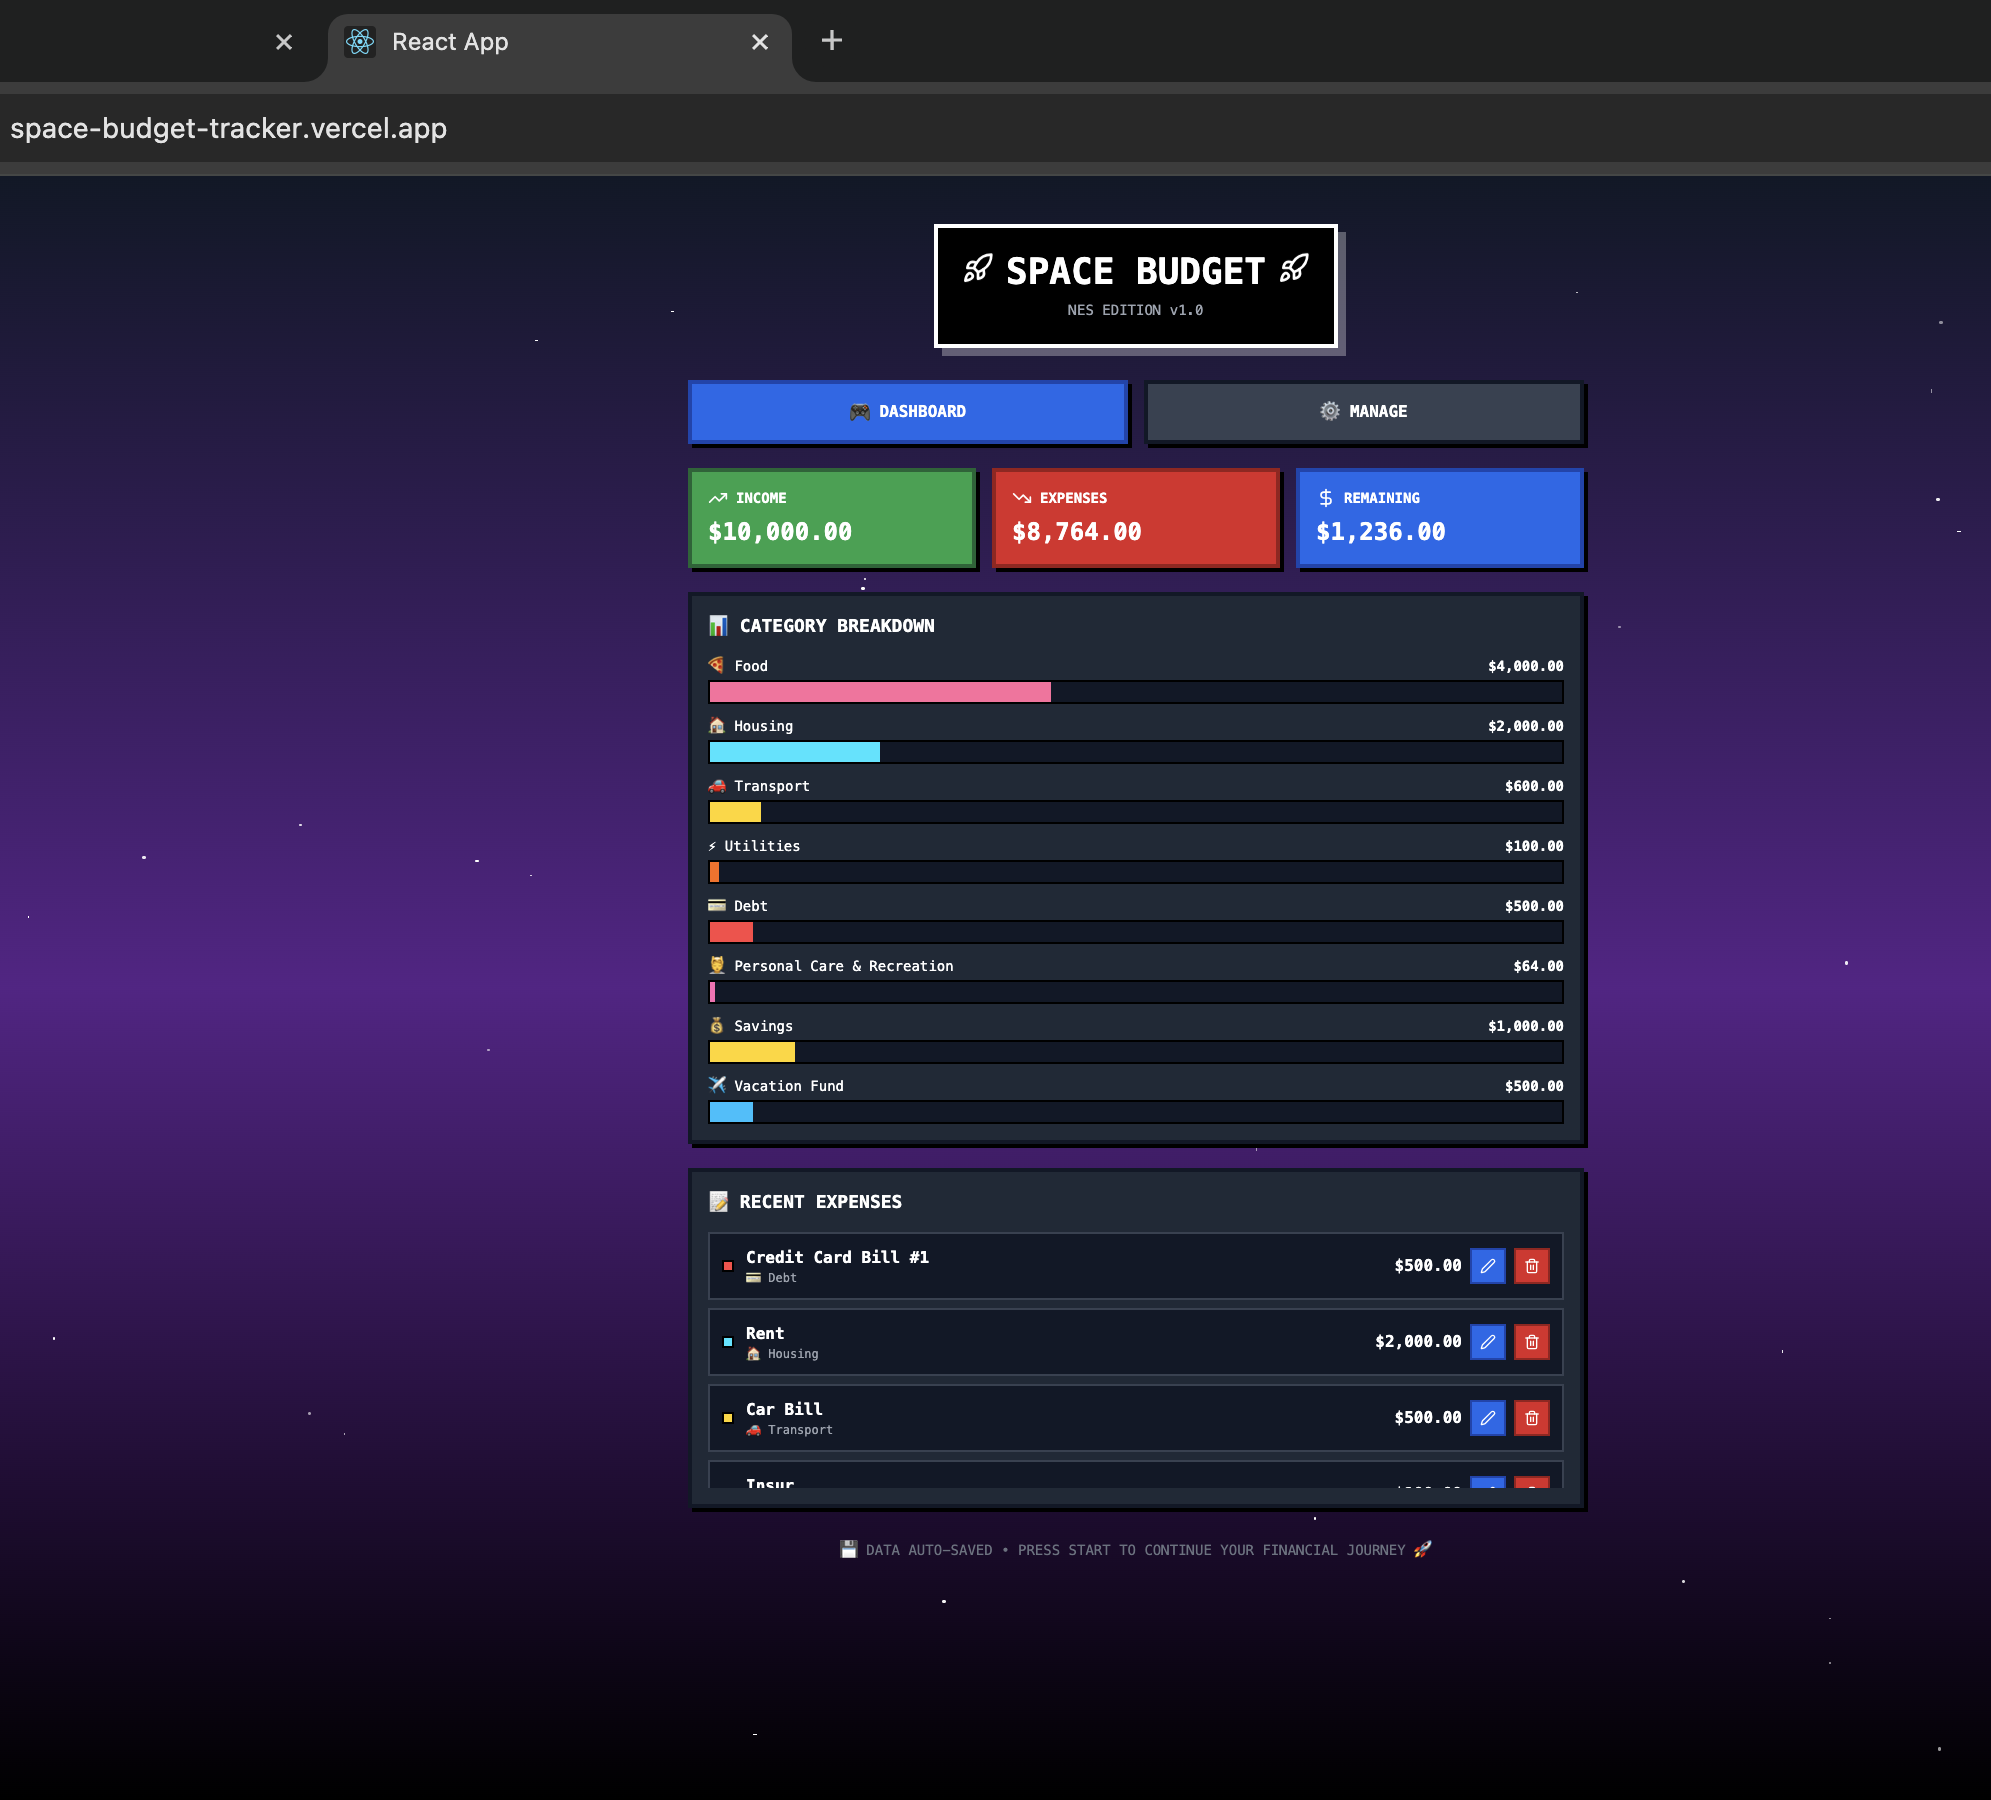 React App
space-budget-tracker.vercel.app
SPACE BUDGET
NES EDITION v1.0
DASHBOARD
MANAGE
INCOME
$10,000.00
EXPENSES
$8,764.00
REMAINING
$1,236.00
CATEGORY BREAKDOWN
Food $4,000.00
Housing $2,000.00
Transport $600.00
Utilities $100.00
Debt $500.00
Personal Care & Recreation $64.00
Savings $1,000.00
Vacation Fund $500.00
RECENT EXPENSES
Credit Card Bill #1 $500.00
Debt
Rent $2,000.00
Housing
Car Bill $500.00
Transport
Insur
DATA AUTO-SAVED • PRESS START TO CONTINUE YOUR FINANCIAL JOURNEY